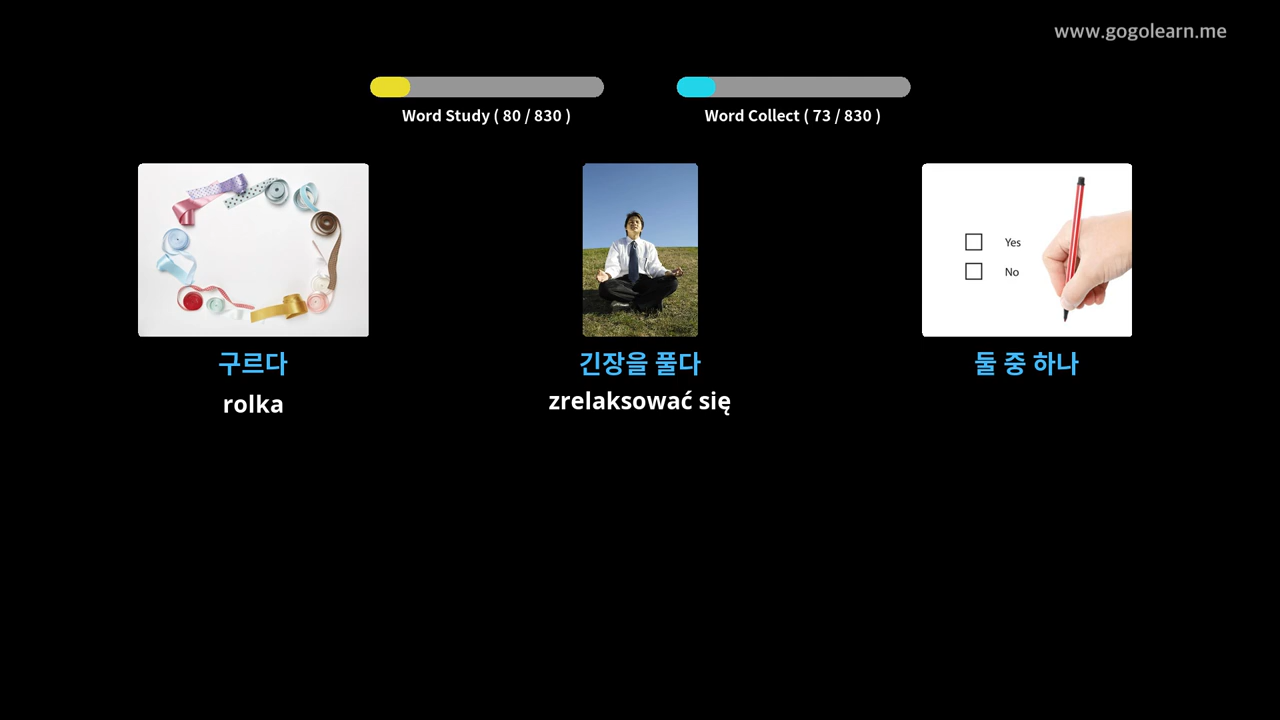 www.gogolearn.me
Word Study ( 80 / 830 )
Word Collect ( 73 / 830 )
Yes
No
구르다
긴장을 풀다
둘 중 하나
rolka
zrelaksować się